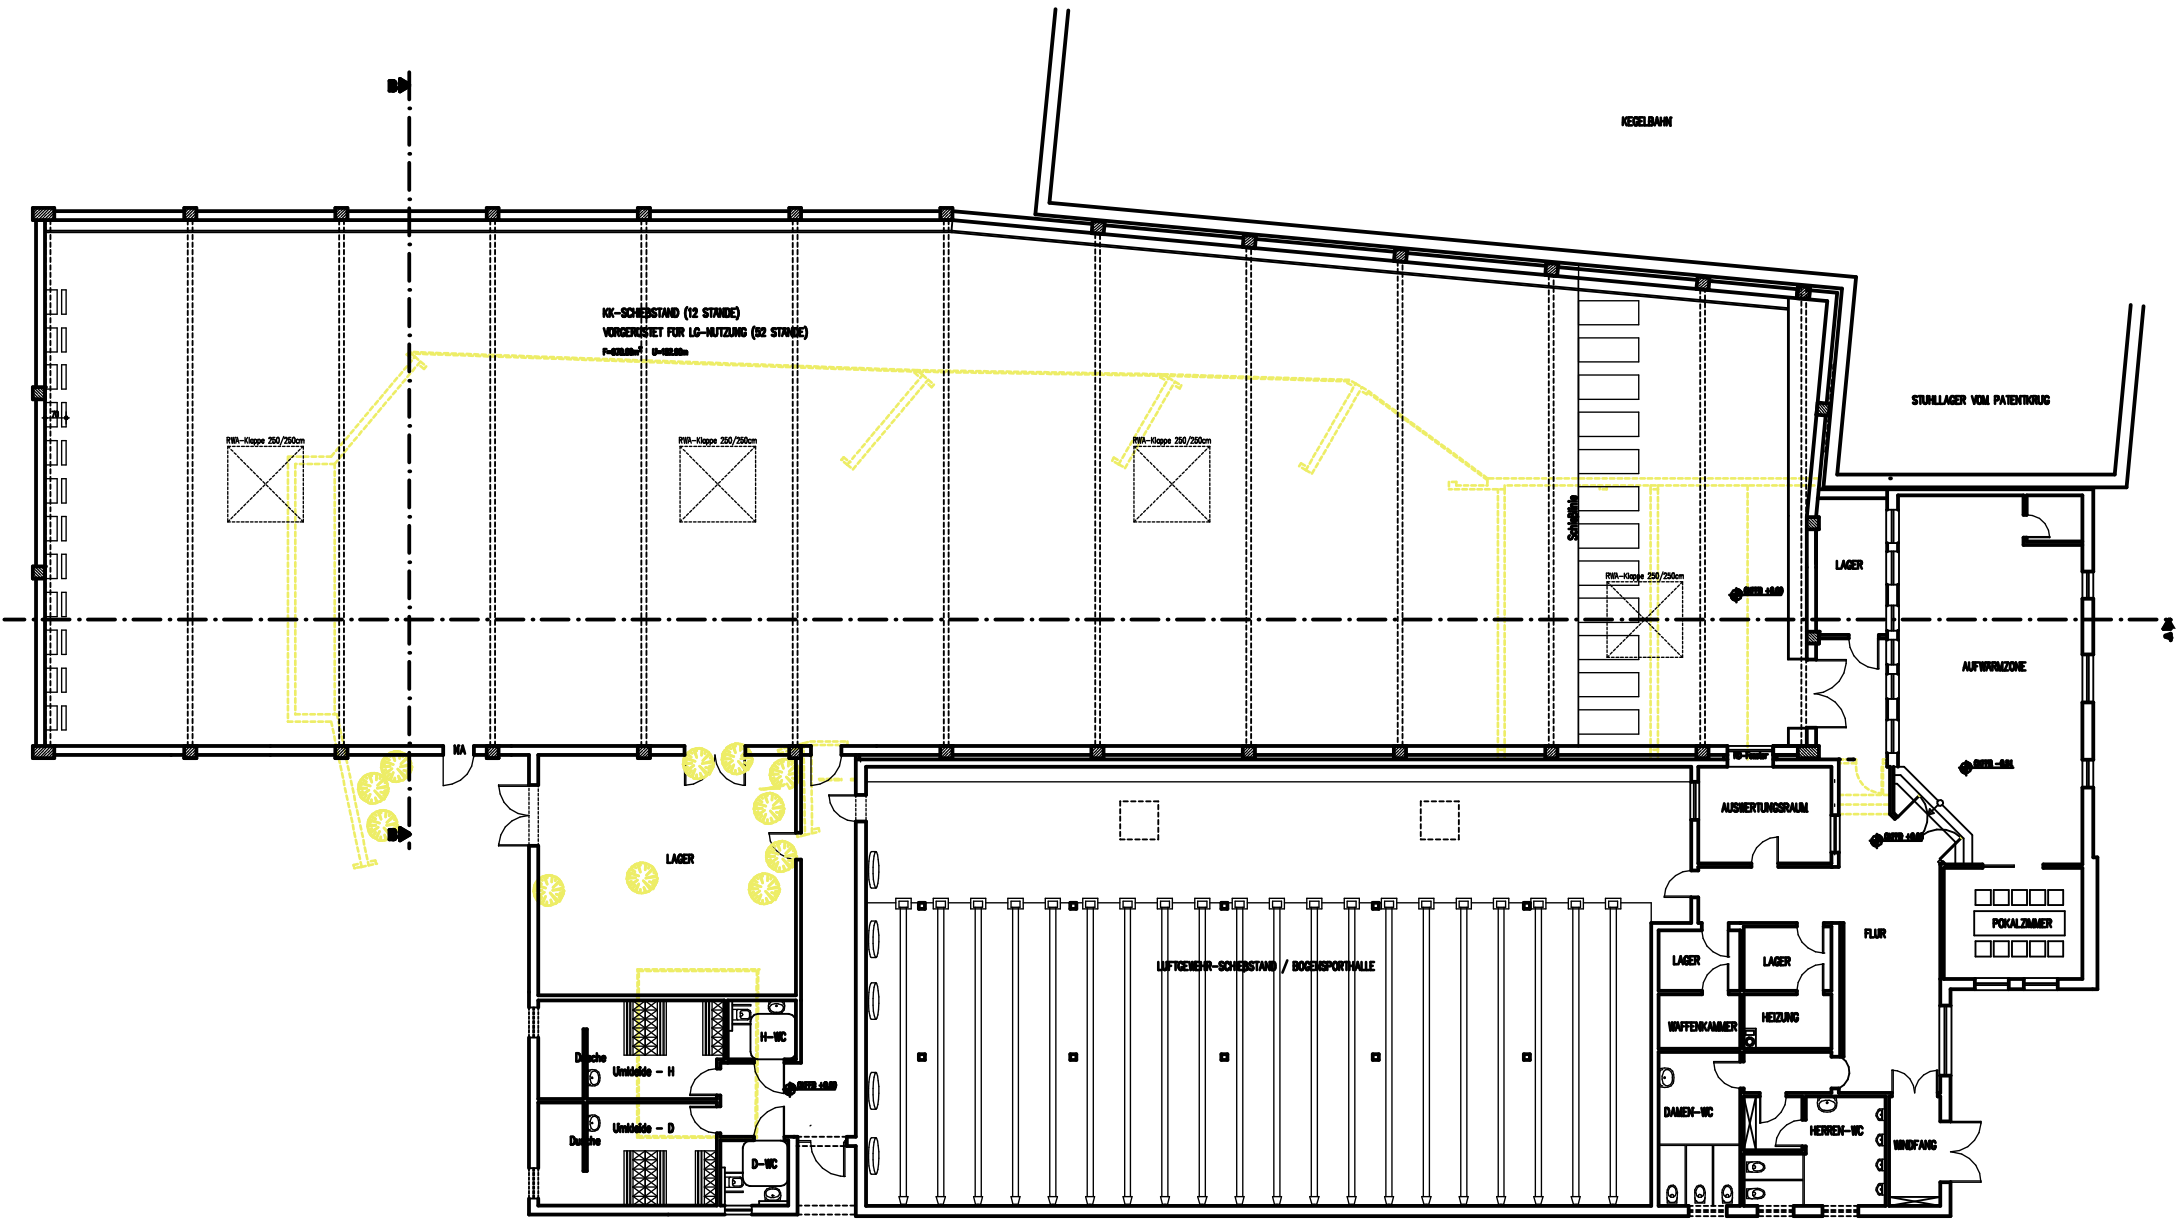 B
KEGELBAHN
KK-SCHIEßSTAND (12 STÄNDE)
VORGERÜSTET FÜR LG-NUTZUNG (52 STÄNDE)
STUHLLAGER VOM PATENTKRUG
70
RWA-Klappe 250/250cm
RWA-Klappe 250/250cm
RWA-Klappe 250/250cm
Schießlinie
RWA-Klappe 250/250cm
LAGER
A
AUFWÄRMZONE
NA
B
AUSWERTUNGSRAUM
LAGER
POKALZIMMER
FLUR
LUFTGEWEHR-SCHIEßSTAND / BOGENSPORTHALLE
LAGER
LAGER
WAFFENKAMMER
HEIZUNG
H-WC
Dusche
Umkleide - H
DAMEN-WC
Umkleide - D
HERREN-WC
Dusche
WINDFANG
D-WC